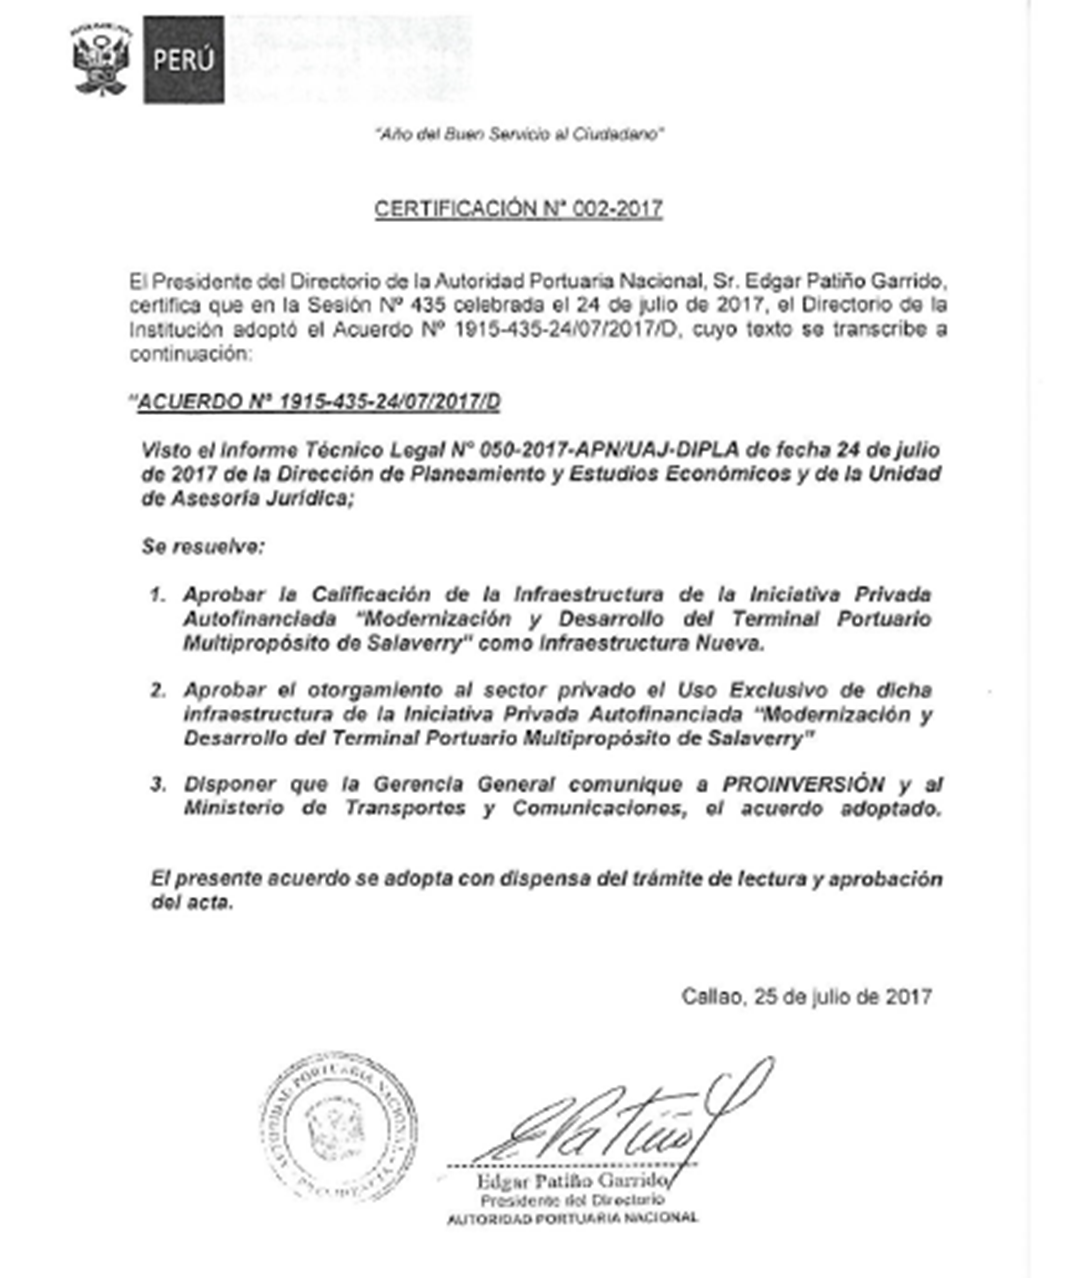 PERÚ
"Año del Buen Servicio al Ciudadano"
CERTIFICACIÓN N° 002-2017
El Presidente del Directorio de la Autoridad Portuaria Nacional, Sr. Edgar Patiño Garrido,
certifica que en la Sesión Nº 435 celebrada el 24 de julio de 2017, el Directorio de la
Institución adoptó el Acuerdo Nº 1915-435-24/07/2017/D, cuyo texto se transcribe a
continuación:
"ACUERDO Nº 1915-435-24/07/2017/D
Visto el Informe Técnico Legal N° 050-2017-APN/UAJ-DIPLA de fecha 24 de julio
de 2017 de la Dirección de Planeamiento y Estudios Económicos y de la Unidad
de Asesoría Jurídica;
Se resuelve:
1. Aprobar la Calificación de la Infraestructura de la Iniciativa Privada
Autofinanciada "Modernización y Desarrollo del Terminal Portuario
Multipropósito de Salaverry" como Infraestructura Nueva.
2. Aprobar el otorgamiento al sector privado el Uso Exclusivo de dicha
infraestructura de la Iniciativa Privada Autofinanciada "Modernización y
Desarrollo del Terminal Portuario Multipropósito de Salaverry"
3. Disponer que la Gerencia General comunique a PROINVERSIÓN y al
Ministerio de Transportes y Comunicaciones, el acuerdo adoptado.
El presente acuerdo se adopta con dispensa del trámite de lectura y aprobación
del acta.
Callao, 25 de julio de 2017
AUTORIDAD PORTUARIA NACIONAL
E Patiño
Edgar Patiño Garrido
Presidente del Directorio
AUTORIDAD PORTUARIA NACIONAL